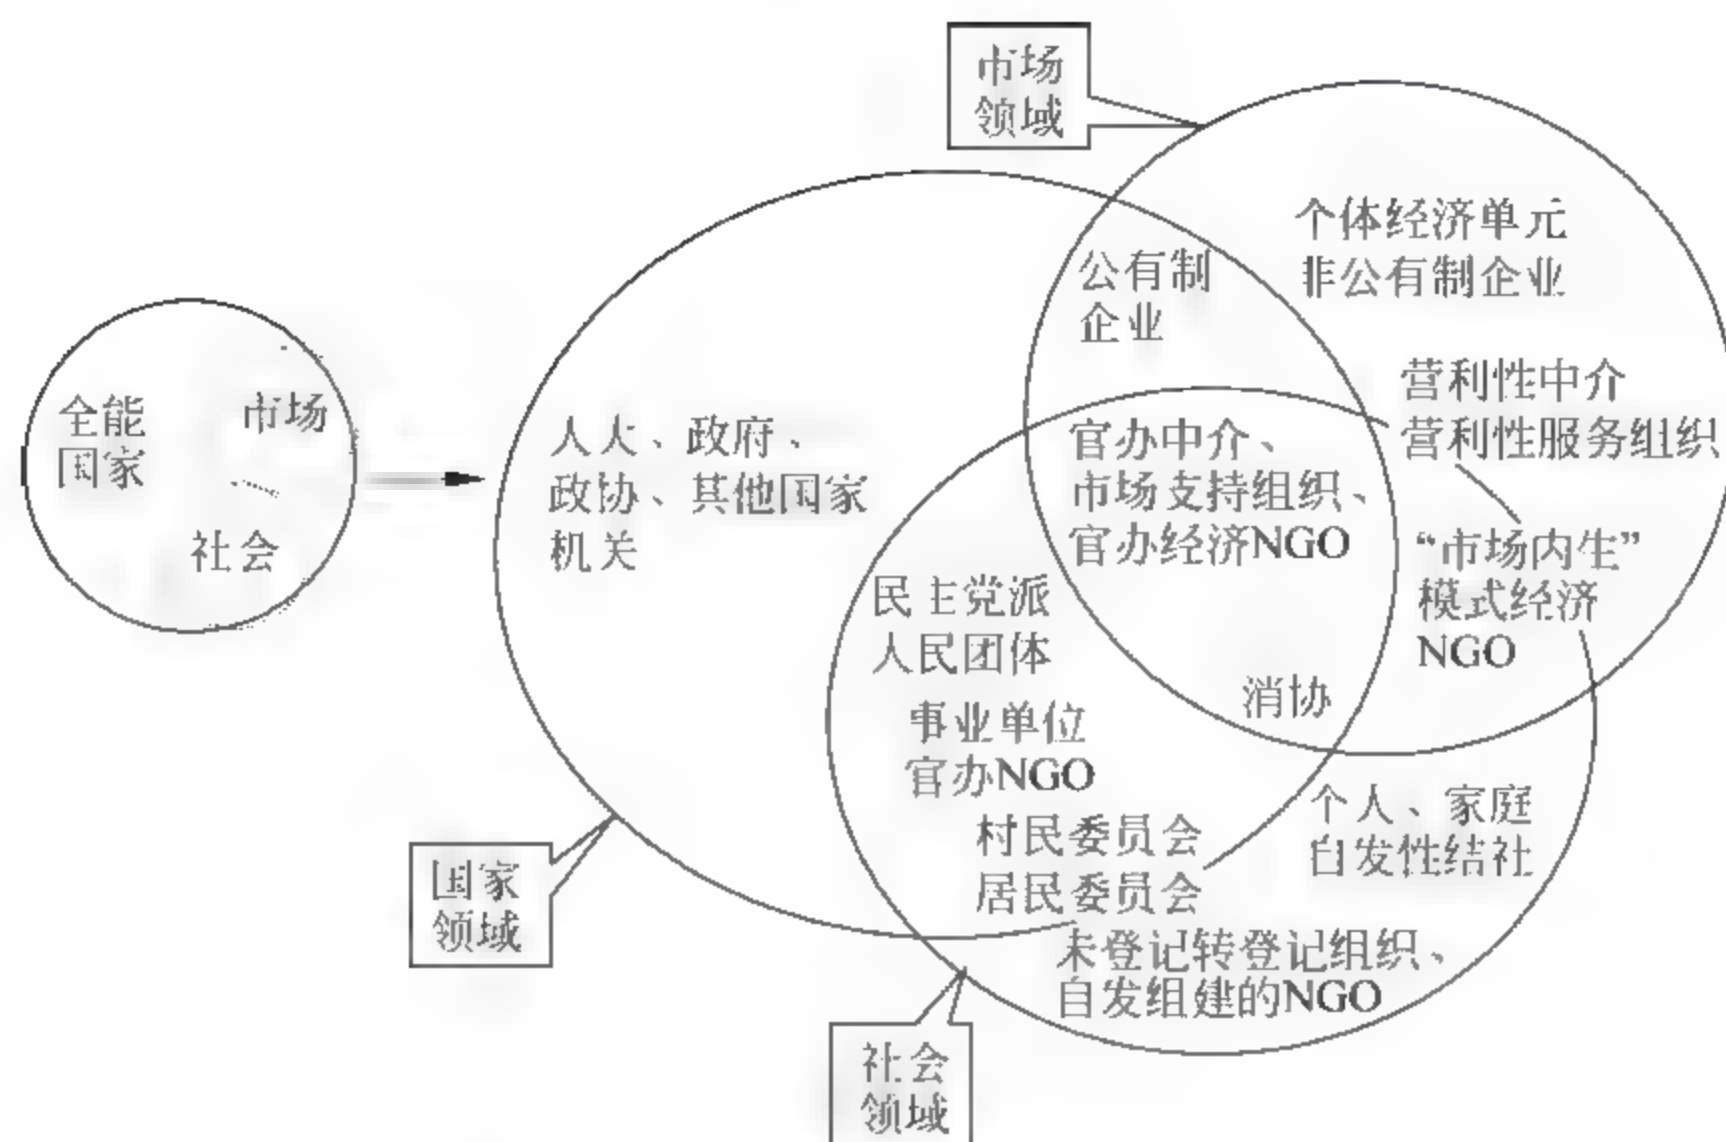 市场
领域
个体经济单元
非公有制企业
公有制
企业
营利性中介
营利性服务组织
全能
国家
市场
社会
人大、政府、
政协、其他国家
机关
官办中介、
市场支持组织、
官办经济NGO
“市场内生”
模式经济
NGO
民主党派
人民团体
消协
事业单位
官办NGO
村民委员会
居民委员会
个人、家庭
自发性结社
未登记转登记组织、
自发组建的NGO
国家
领域
社会
领域